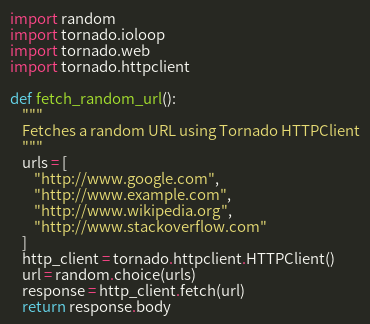 import random
import tornado.ioloop
import tornado.web
import tornado.httpclient

def fetch_random_url():
    """
    Fetches a random URL using Tornado HTTPClient
    """
    urls = [
        "http://www.google.com",
        "http://www.example.com",
        "http://www.wikipedia.org",
        "http://www.stackoverflow.com"
    ]
    http_client = tornado.httpclient.HTTPClient()
    url = random.choice(urls)
    response = http_client.fetch(url)
    return response.body